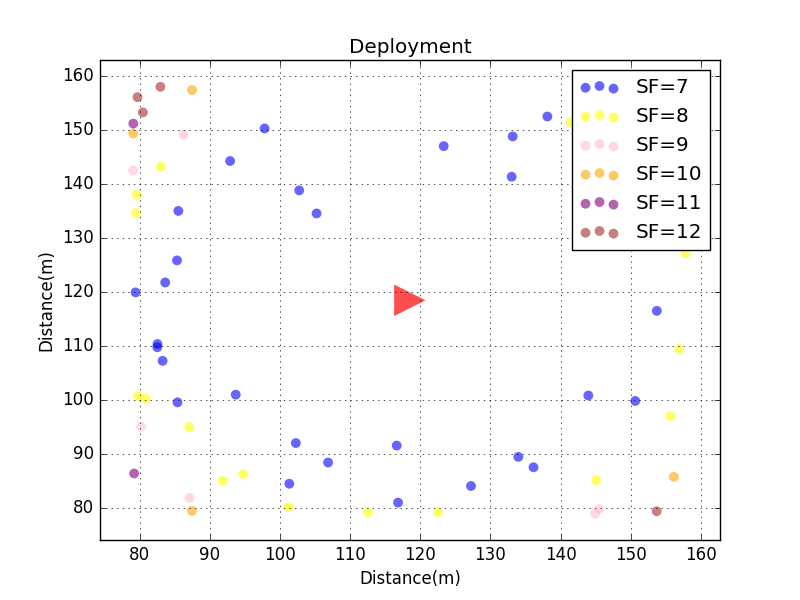 Deployment
160
150
140
130
120
110
100
90
80
Distance(m)
SF=7
SF=8
SF=9
SF=10
SF=11
SF=12
80 90 100 110 120 130 140 150 160
Distance(m)